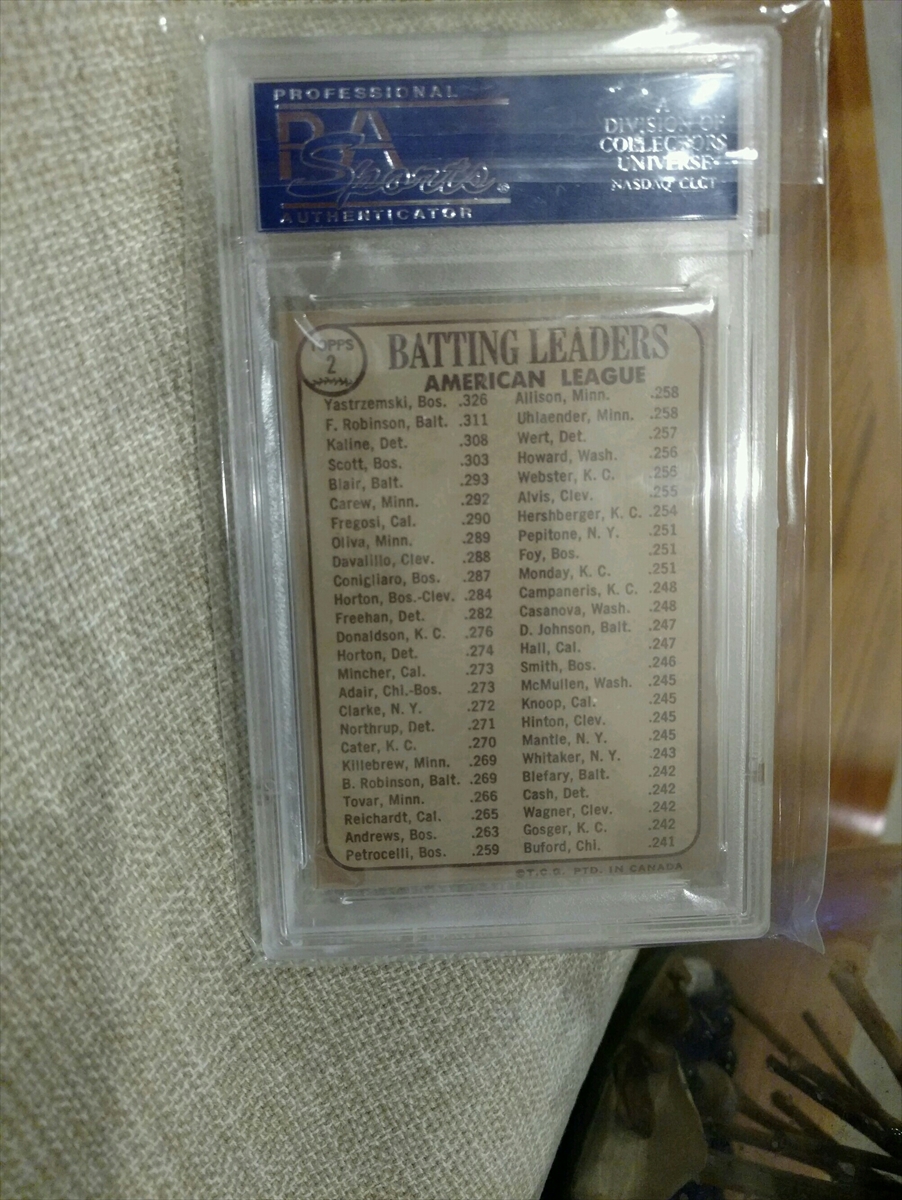 PROFESSIONAL
PSA
Sports
AUTHENTICATOR
A
DIVISION OF
COLLECTORS
UNIVERSE
NASDAQ CLCT
TOPPS
2
BATTING LEADERS
AMERICAN LEAGUE
Yastrzemski, Bos. .326
F. Robinson, Balt. .311
Kaline, Det. .308
Scott, Bos. .303
Blair, Balt. .293
Carew, Minn. .292
Fregosi, Cal. .290
Oliva, Minn. .289
Davalillo, Clev. .288
Conigliaro, Bos. .287
Horton, Bos.-Clev. .284
Freehan, Det. .282
Donaldson, K. C. .276
Horton, Det. .274
Mincher, Cal. .273
Adair, Chi.-Bos. .273
Clarke, N. Y. .272
Northrup, Det. .271
Cater, K. C. .270
Killebrew, Minn. .269
B. Robinson, Balt. .269
Tovar, Minn. .266
Reichardt, Cal. .265
Andrews, Bos. .263
Petrocelli, Bos. .259
Allison, Minn. .258
Uhlaender, Minn. .258
Wert, Det. .257
Howard, Wash. .256
Webster, K. C. .256
Alvis, Clev. .255
Hershberger, K. C. .254
Pepitone, N. Y. .251
Foy, Bos. .251
Monday, K. C. .251
Campaneris, K. C. .248
Casanova, Wash. .248
D. Johnson, Balt. .247
Hall, Cal. .247
Smith, Bos. .246
McMullen, Wash. .245
Knoop, Cal. .245
Hinton, Clev. .245
Mantle, N. Y. .245
Whitaker, N. Y. .243
Blefary, Balt. .242
Cash, Det. .242
Wagner, Clev. .242
Gosger, K. C. .242
Buford, Chi. .241
©T.C.G. PTD. IN CANADA